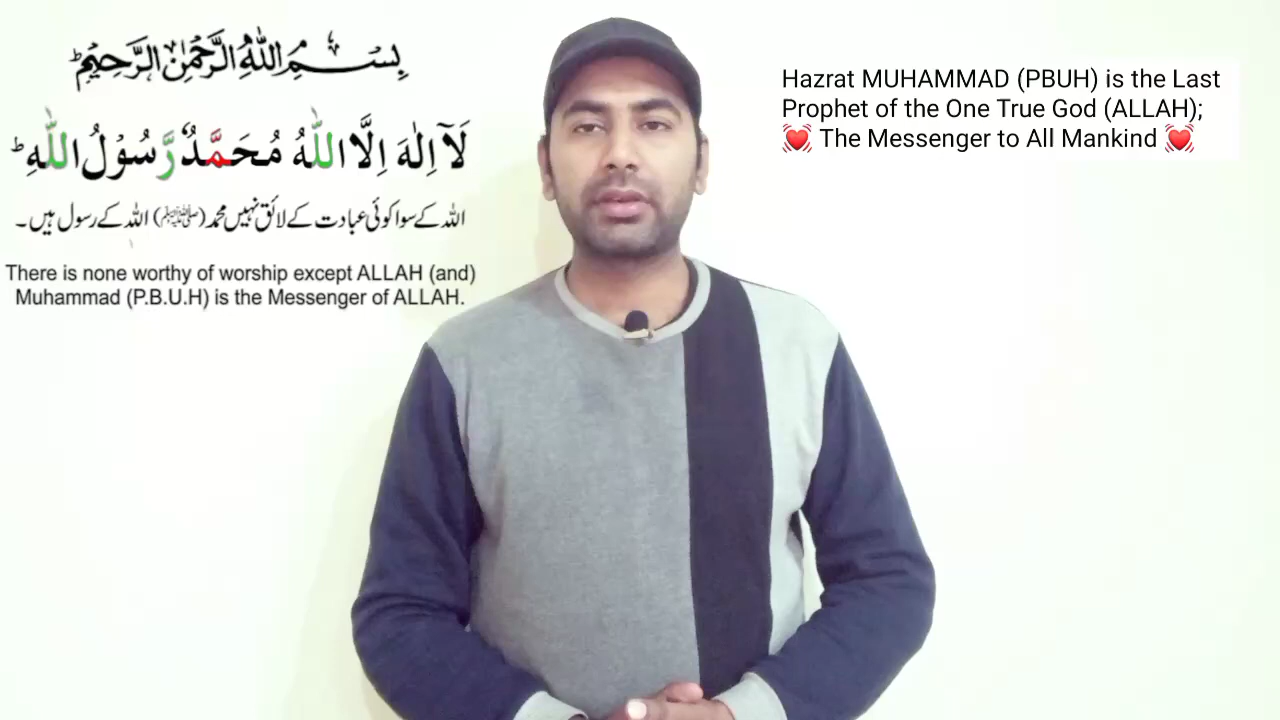 بِسْمِ اللّٰهِ الرَّحْمٰنِ الرَّحِيْمِ
لَآ اِلٰهَ اِلَّا اللّٰهُ مُحَمَّدٌ رَّسُوْلُ اللّٰهِ
اللہ کے سوا کوئی عبادت کے لائق نہیں محمد (ﷺ) اللہ کے رسول ہیں۔
There is none worthy of worship except ALLAH (and)
Muhammad (P.B.U.H) is the Messenger of ALLAH.
Hazrat MUHAMMAD (PBUH) is the Last
Prophet of the One True God (ALLAH);
💓 The Messenger to All Mankind 💓